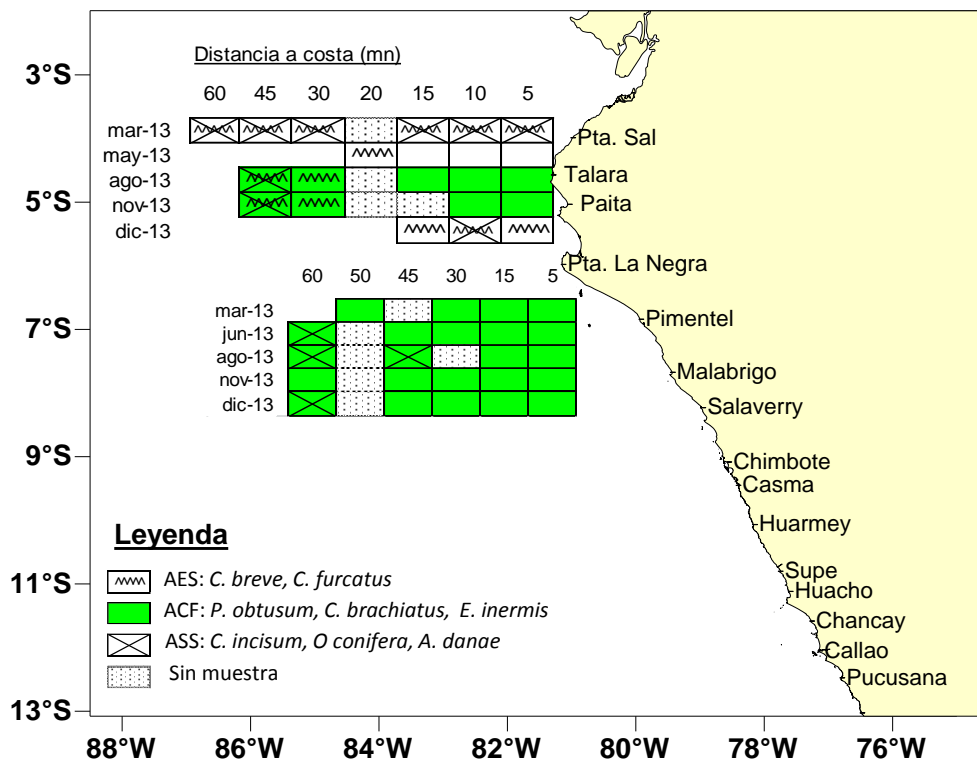 Distancia a costa (mn)
60 45 30 20 15 10 5
mar-13
may-13
ago-13
nov-13
dic-13
60 50 45 30 15 5
mar-13
jun-13
ago-13
nov-13
dic-13
3°S
5°S
7°S
9°S
11°S
13°S
Pta. Sal
Talara
Paita
Pta. La Negra
Pimentel
Malabrigo
Salaverry
Chimbote
Casma
Huarmey
Supe
Huacho
Chancay
Callao
Pucusana
Leyenda
AES: C. breve, C. furcatus
ACF: P. obtusum, C. brachiatus, E. inermis
ASS: C. incisum, O conifera, A. danae
Sin muestra
88°W 86°W 84°W 82°W 80°W 78°W 76°W